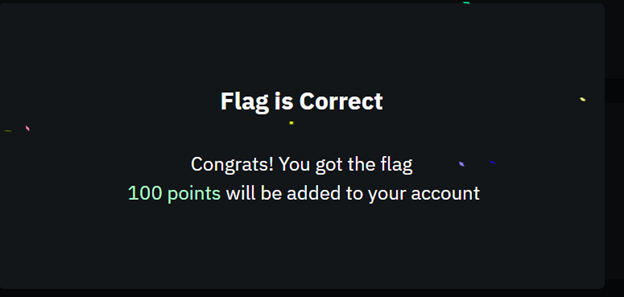 Flag is Correct
Congrats! You got the flag
100 points will be added to your account